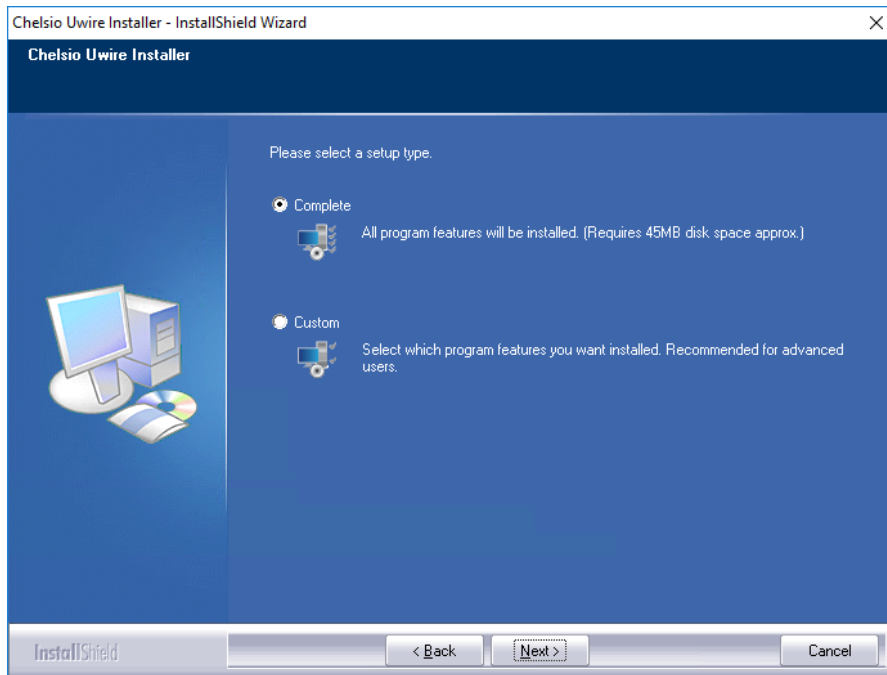 Chelsio Uwire Installer - InstallShield Wizard
Chelsio Uwire Installer
Please select a setup type.
Complete
All program features will be installed. (Requires 45MB disk space approx.)
Custom
Select which program features you want installed. Recommended for advanced
users.
InstallShield
< Back
Next >
Cancel